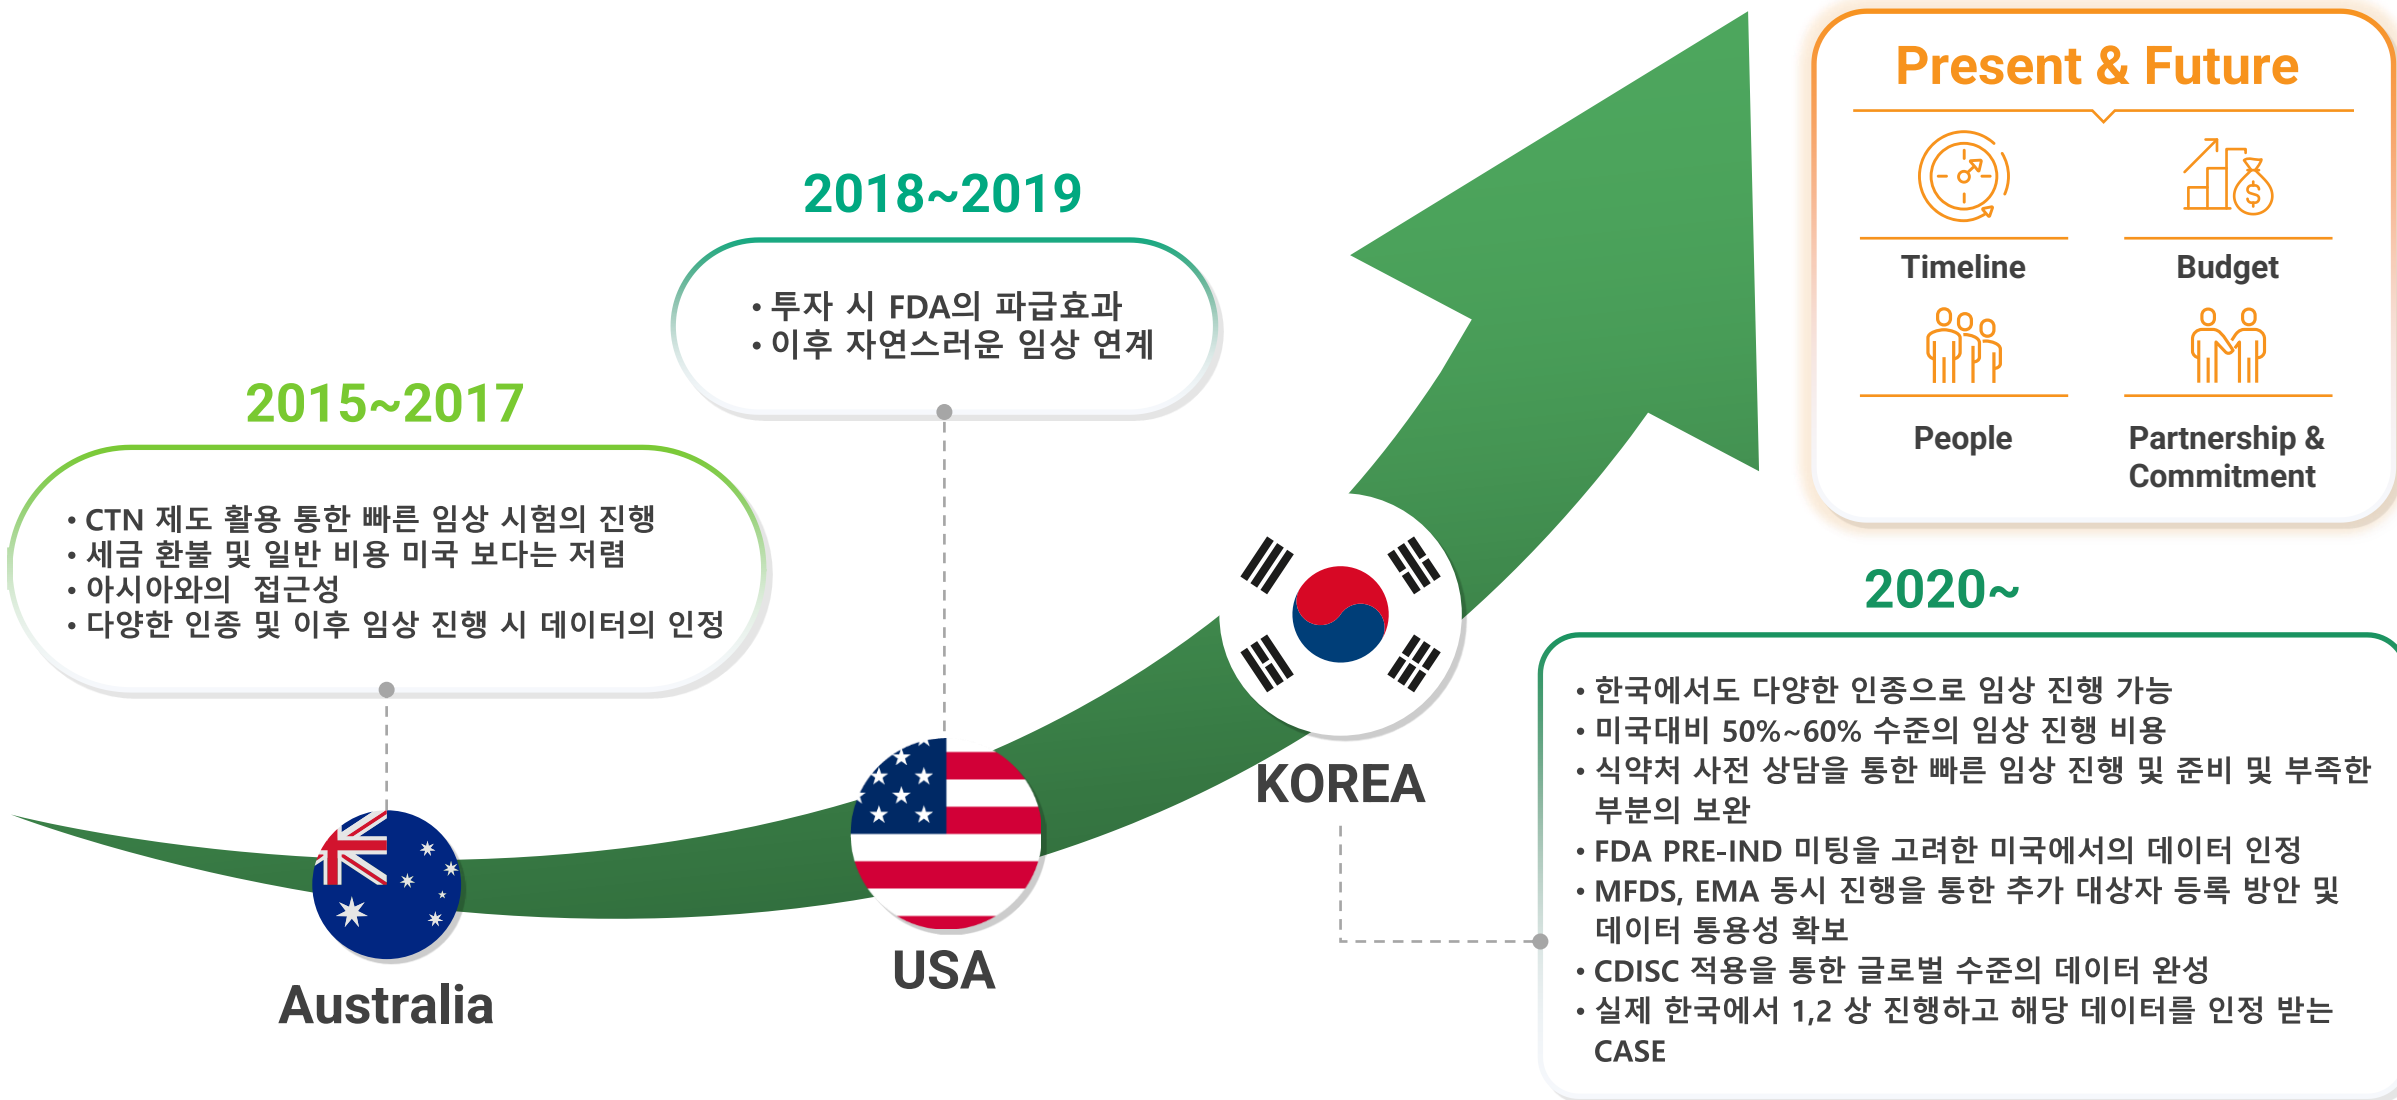 2015~2017
• CTN 제도 활용 통한 빠른 임상 시험의 진행
• 세금 환불 및 일반 비용 미국 보다는 저렴
• 아시아와의 접근성
• 다양한 인종 및 이후 임상 진행 시 데이터의 인정
Australia
2018~2019
• 투자 시 FDA의 파급효과
• 이후 자연스러운 임상 연계
USA
KOREA
2020~
• 한국에서도 다양한 인종으로 임상 진행 가능
• 미국대비 50%~60% 수준의 임상 진행 비용
• 식약처 사전 상담을 통한 빠른 임상 진행 및 준비 및 부족한
부분의 보완
• FDA PRE-IND 미팅을 고려한 미국에서의 데이터 인정
• MFDS, EMA 동시 진행을 통한 추가 대상자 등록 방안 및
데이터 통용성 확보
• CDISC 적용을 통한 글로벌 수준의 데이터 완성
• 실제 한국에서 1,2 상 진행하고 해당 데이터를 인정 받는
CASE
Present & Future
Timeline
Budget
People
Partnership &
Commitment